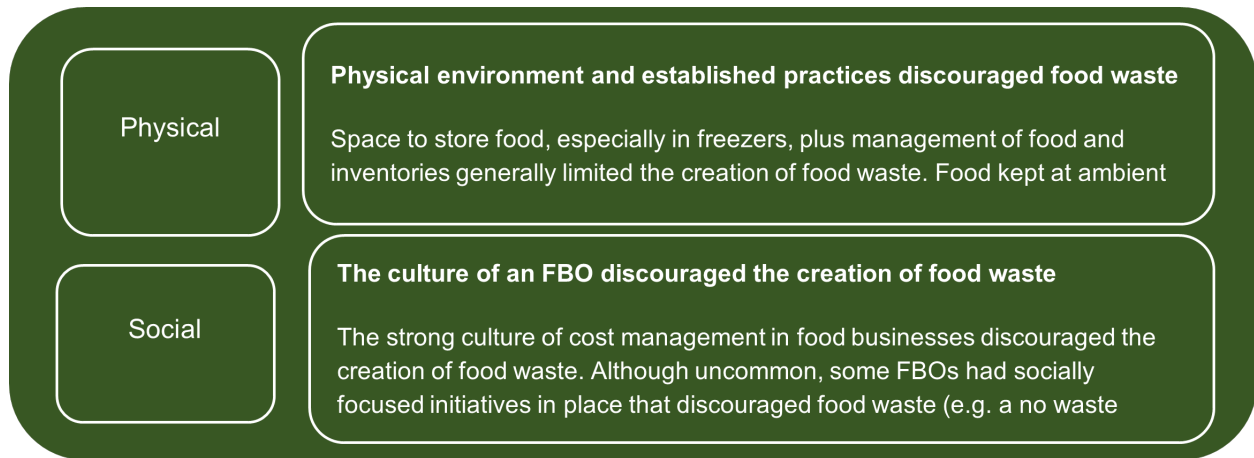 Physical
Physical environment and established practices discouraged food waste
Space to store food, especially in freezers, plus management of food and
inventories generally limited the creation of food waste. Food kept at ambient
Social
The culture of an FBO discouraged the creation of food waste
The strong culture of cost management in food businesses discouraged the
creation of food waste. Although uncommon, some FBOs had socially
focused initiatives in place that discouraged food waste (e.g. a no waste